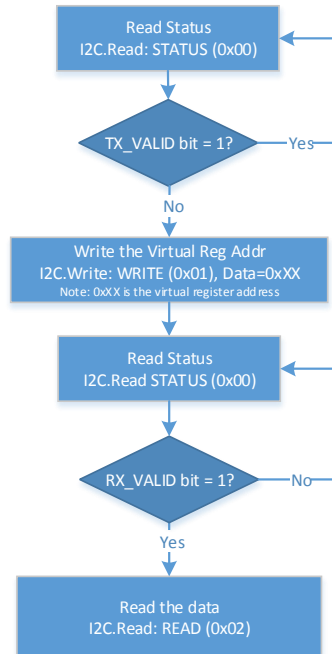 Read Status
I2C.Read: STATUS (0x00)
TX_VALID bit = 1?
Yes
No
Write the Virtual Reg Addr
I2C.Write: WRITE (0x01), Data=0xXX
Note: 0xXX is the virtual register address
Read Status
I2C.Read STATUS (0x00)
RX_VALID bit = 1?
No
Yes
Read the data
I2C.Read: READ (0x02)